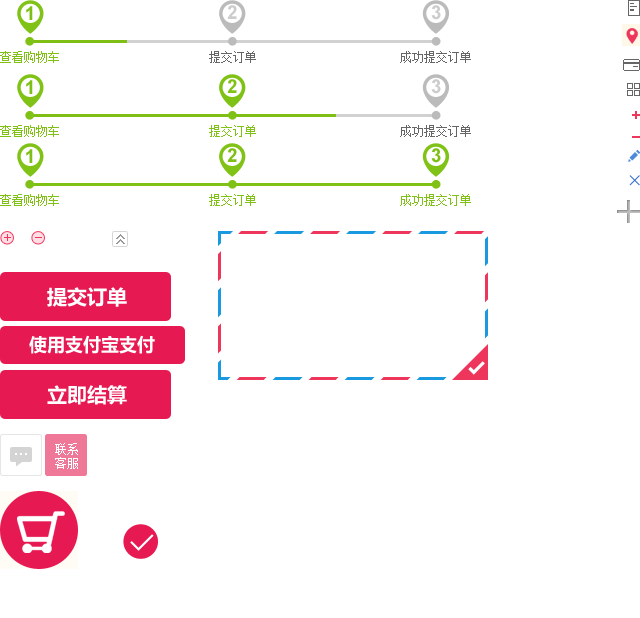 1 2 3
查看购物车 提交订单 成功提交订单
1 2 3
查看购物车 提交订单 成功提交订单
1 2 3
查看购物车 提交订单 成功提交订单
提交订单
使用支付宝支付
立即结算
联系
客服